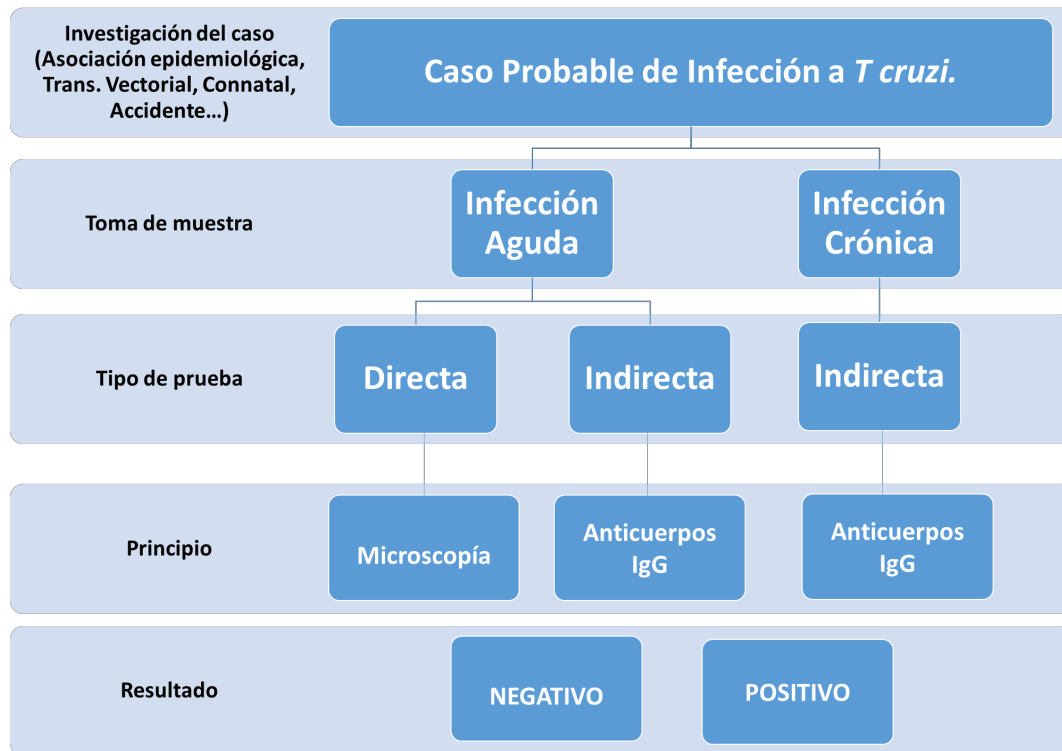 Investigación del caso
(Asociación epidemiológica,
Trans. Vectorial, Connatal,
Accidente...)
Caso Probable de Infección a T cruzi.
Toma de muestra
Infección
Aguda
Infección
Crónica
Tipo de prueba
Directa
Indirecta
Indirecta
Principio
Microscopía
Anticuerpos
IgG
Anticuerpos
IgG
Resultado
NEGATIVO
POSITIVO